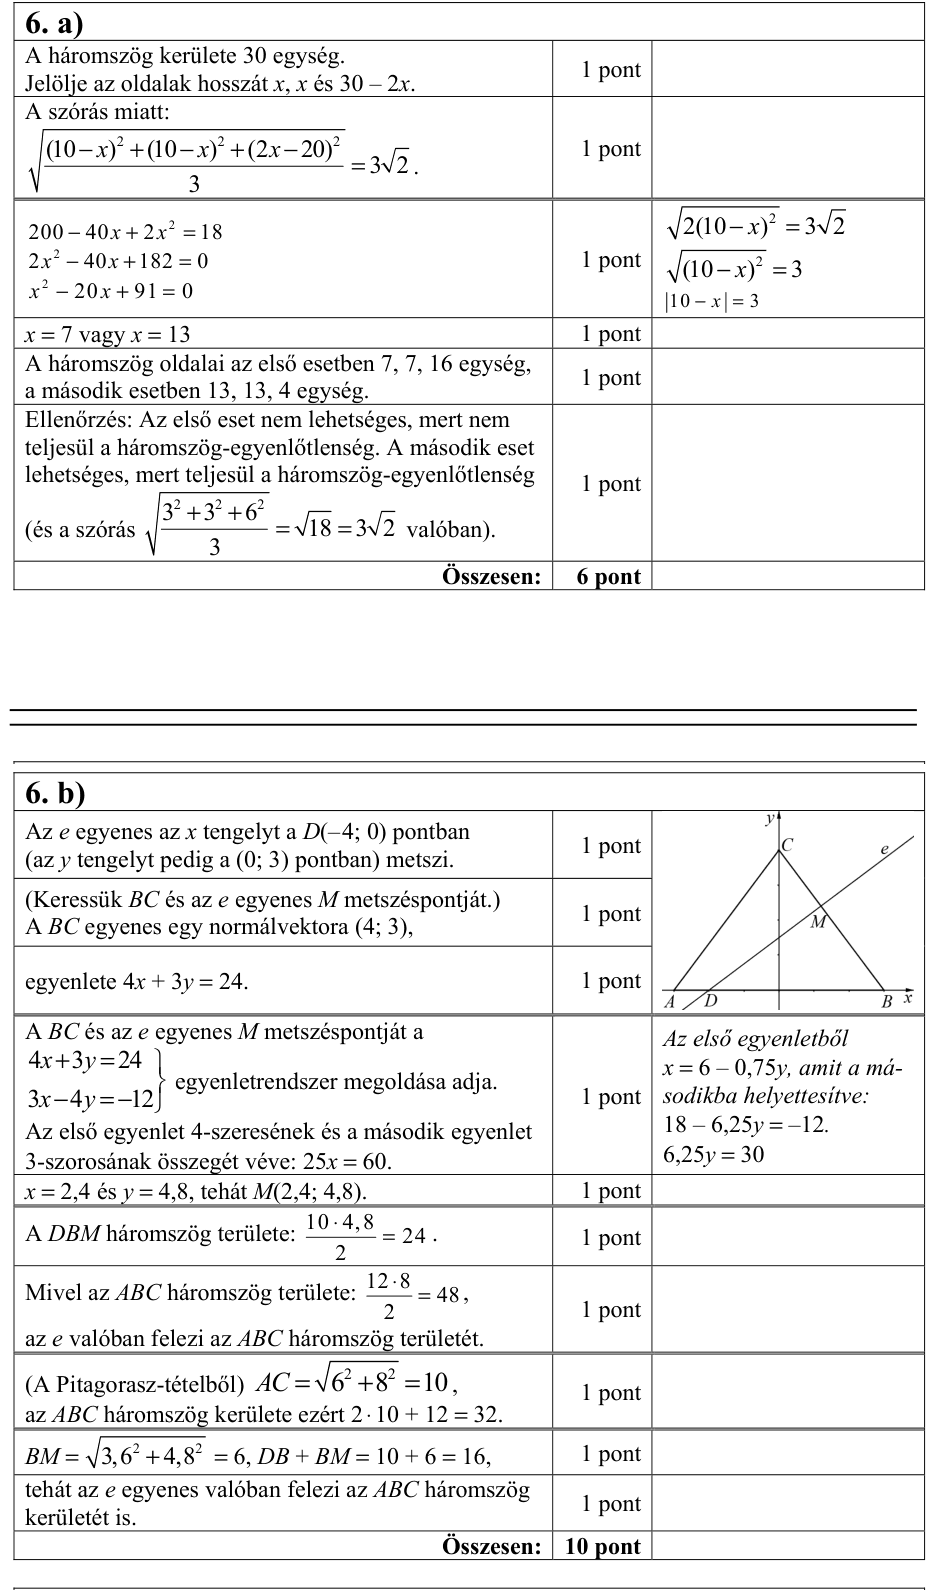 6. a)
A háromszög kerülete 30 egység.
Jelölje az oldalak hosszát x, x és 30 – 2x.
1 pont
A szórás miatt:
√(((10−x)² + (10−x)² + (2x−20)²)/3) = 3√2 .
1 pont
200 − 40x + 2x² = 18
2x² − 40x + 182 = 0
x² − 20x + 91 = 0
1 pont
√(2(10−x)²) = 3√2
√((10−x)²) = 3
|10 − x| = 3
x = 7 vagy x = 13
1 pont
A háromszög oldalai az első esetben 7, 7, 16 egység,
a második esetben 13, 13, 4 egység.
1 pont
Ellenőrzés: Az első eset nem lehetséges, mert nem
teljesül a háromszög-egyenlőtlenség. A második eset
lehetséges, mert teljesül a háromszög-egyenlőtlenség
(és a szórás √((3² + 3² + 6²)/3) = √18 = 3√2 valóban).
1 pont
Összesen: 6 pont
6. b)
Az e egyenes az x tengelyt a D(–4; 0) pontban
(az y tengelyt pedig a (0; 3) pontban) metszi.
1 pont
(Keressük BC és az e egyenes M metszéspontját.)
A BC egyenes egy normálvektora (4; 3),
1 pont
egyenlete 4x + 3y = 24.
1 pont
y
C
e
M
A
D
B
x
A BC és az e egyenes M metszéspontját a
4x+3y=24
3x−4y=−12} egyenletrendszer megoldása adja.
Az első egyenlet 4-szeresének és a második egyenlet
3-szorosának összegét véve: 25x = 60.
1 pont
Az első egyenletből
x = 6 – 0,75y, amit a má-
sodikba helyettesítve:
18 – 6,25y = –12.
6,25y = 30
x = 2,4 és y = 4,8, tehát M(2,4; 4,8).
1 pont
A DBM háromszög területe: (10·4,8)/2 = 24 .
1 pont
Mivel az ABC háromszög területe: (12·8)/2 = 48 ,
az e valóban felezi az ABC háromszög területét.
1 pont
(A Pitagorasz-tételből) AC = √(6² + 8²) = 10 ,
az ABC háromszög kerülete ezért 2 · 10 + 12 = 32.
1 pont
BM = √(3,6² + 4,8²) = 6, DB + BM = 10 + 6 = 16,
1 pont
tehát az e egyenes valóban felezi az ABC háromszög
kerületét is.
1 pont
Összesen: 10 pont